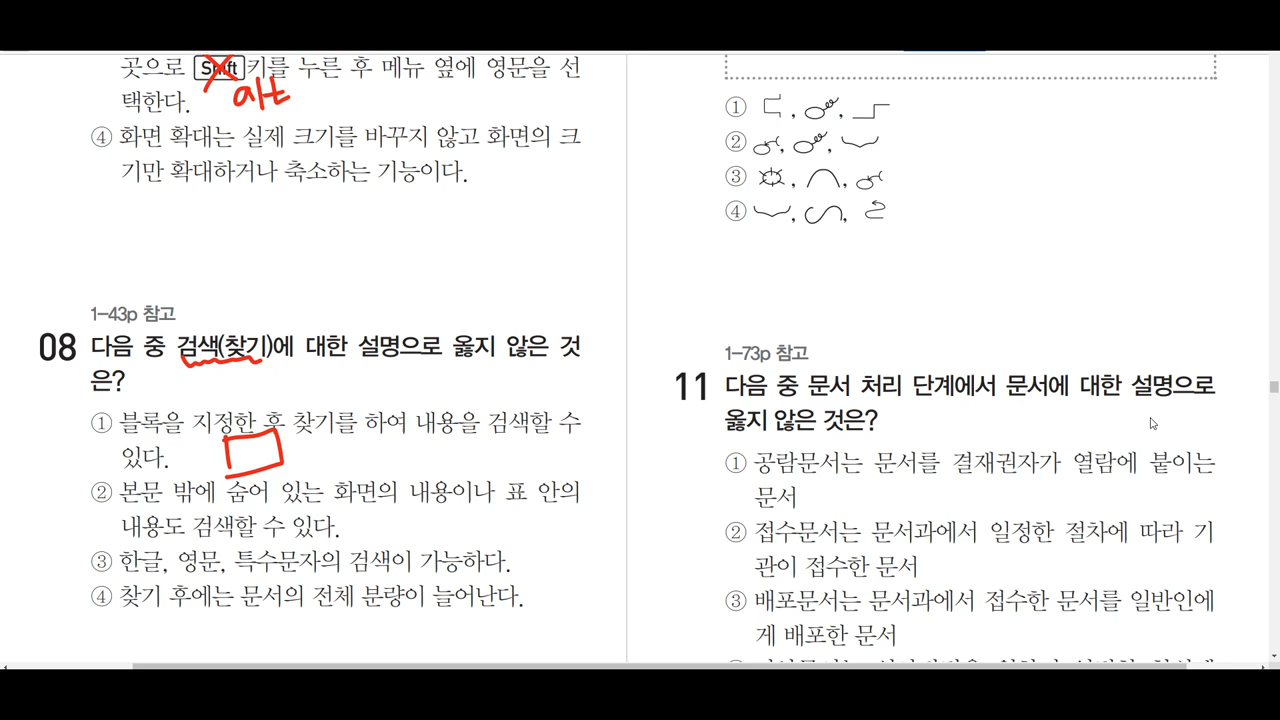 곳으로 Shift 키를 누른 후 메뉴 옆에 영문을 선
alt
택한다.
④ 화면 확대는 실제 크기를 바꾸지 않고 화면의 크
기만 확대하거나 축소하는 기능이다.
1-43p 참고
08 다음 중 검색(찾기)에 대한 설명으로 옳지 않은 것
은?
① 블록을 지정한 후 찾기를 하여 내용을 검색할 수
있다.
② 본문 밖에 숨어 있는 화면의 내용이나 표 안의
내용도 검색할 수 있다.
③ 한글, 영문, 특수문자의 검색이 가능하다.
④ 찾기 후에는 문서의 전체 분량이 늘어난다.
①
②
③
④
1-73p 참고
11 다음 중 문서 처리 단계에서 문서에 대한 설명으로
옳지 않은 것은?
① 공람문서는 문서를 결재권자가 열람에 붙이는
문서
② 접수문서는 문서과에서 일정한 절차에 따라 기
관이 접수한 문서
③ 배포문서는 문서과에서 접수한 문서를 일반인에
게 배포한 문서